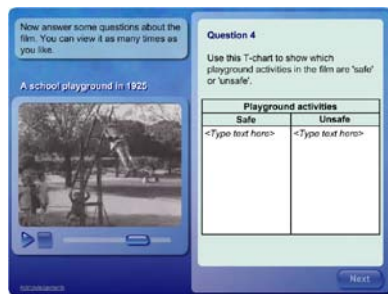 Now answer some questions about the
film. You can view it as many times as
you like.
A school playground in 1925
Question 4
Use this T-chart to show which
playground activities in the film are 'safe'
or 'unsafe'.
Playground activities
Safe
Unsafe
<Type text here>
<Type text here>
Next
Acknowledgements